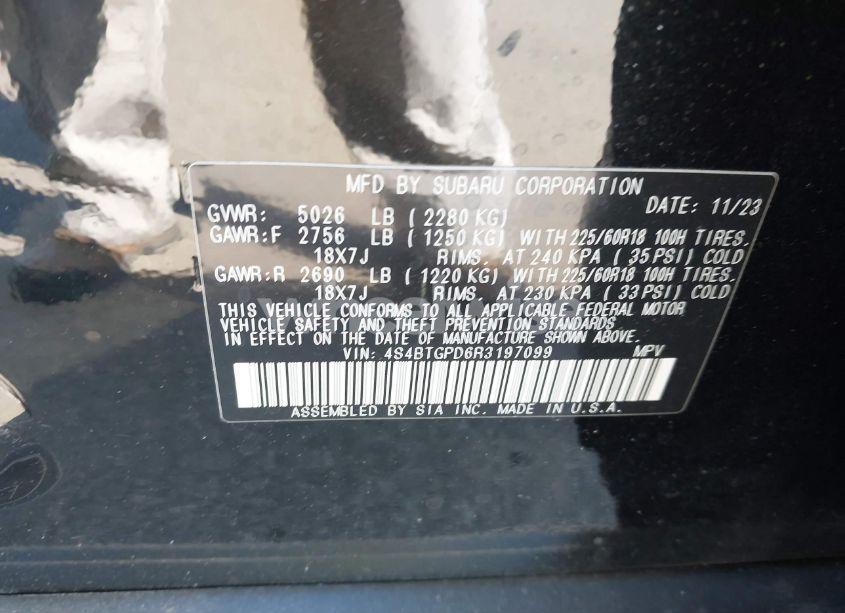 MFD BY SUBARU CORPORATION
DATE: 11/23
GVWR: 5026 LB ( 2280 KG)
GAWR:F 2756 LB ( 1250 KG) WITH 225/60R18 100H TIRES.
18X7J RIMS. AT 240 KPA ( 35 PSI) COLD
GAWR:R 2690 LB ( 1220 KG) WITH 225/60R18 100H TIRES.
18X7J RIMS. AT 230 KPA ( 33 PSI) COLD
THIS VEHICLE CONFORMS TO ALL APPLICABLE FEDERAL MOTOR
VEHICLE SAFETY AND THEFT PREVENTION STANDARDS
IN EFFECT ON THE DATE OF MANUFACTURE SHOWN ABOVE.
VIN: 4S4BTGPD6R3197099 MPV
ASSEMBLED BY SIA INC. MADE IN U.S.A.